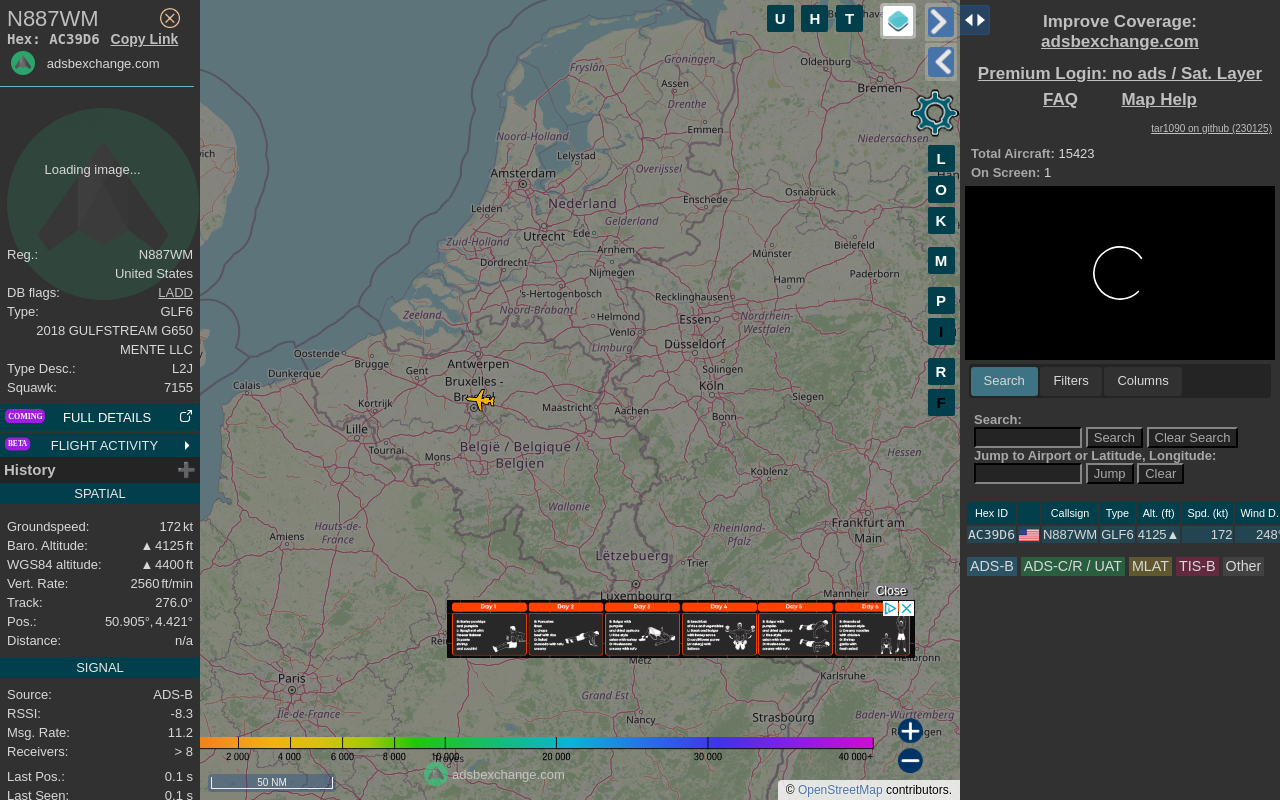 N887WM
Hex: AC39D6 Copy Link
adsbexchange.com
Loading image...
Reg.: N887WM
United States
DB flags: LADD
Type: GLF6
2018 GULFSTREAM G650
MENTE LLC
Type Desc.: L2J
Squawk: 7155
COMING FULL DETAILS
BETA FLIGHT ACTIVITY
History
SPATIAL
Groundspeed: 172 kt
Baro. Altitude: ▲ 4125 ft
WGS84 altitude: ▲ 4400 ft
Vert. Rate: 2560 ft/min
Track: 276.0°
Pos.: 50.905°, 4.421°
Distance: n/a
SIGNAL
Source: ADS-B
RSSI: -8.3
Msg. Rate: 11.2
Receivers: > 8
Last Pos.: 0.1 s
Last Seen: 0.1 s
U H T
L
O
K
M
P
I
R
F
Groningen
Fryslân
Assen
Drenthe
Oldenburg
Bremen
Emmen
Noord-Holland
Niedersachsen
Lelystad
Overijssel
Amsterdam
Osnabrück
Leiden
Nederland
Enschede
Gelderland
Utrecht
Ede
Zuid-Holland
Arnhem
Bielefeld
Münster
Dordrecht
Nijmegen
Hamm
Paderborn
's-Hertogenbosch
Recklinghausen
Noord-Brabant
Zeeland
Helmond
Essen
Nordrhein-
Westfalen
Venlo
Limburg
Düsseldorf
Oostende
Brugge
Antwerpen
Solingen
Dunkerque
Gent
Calais
Bruxelles -
Köln
Kortrijk
Maastricht
Aachen
Siegen
Bonn
Lille
Tournai
Mons
België / Belgique /
Belgien
Hessen
Koblenz
Wallonie
Hauts-de-
France
Amiens
Rheinland-
Pfalz
Frankfurt am
Main
Lëtzebuerg
Trier
Luxembourg
Mannheim
Close
Day 1 Day 2 Day 3 Day 4 Day 5 Day 6
Metz
Heilbronn
Karlsruhe
Paris
Île-de-France
Grand Est
Nancy
Strasbourg
Baden-Württemberg
2 000 4 000 6 000 8 000 10 000 20 000 30 000 40 000+
Troyes
adsbexchange.com
50 NM
© OpenStreetMap contributors.
Improve Coverage:
adsbexchange.com
Premium Login: no ads / Sat. Layer
FAQ Map Help
tar1090 on github (230125)
Total Aircraft: 15423
On Screen: 1
Search Filters Columns
Search:
Search Clear Search
Jump to Airport or Latitude, Longitude:
Jump Clear
Hex ID Callsign Type Alt. (ft) Spd. (kt) Wind D.
AC39D6 N887WM GLF6 4125▲ 172 248°
ADS-B ADS-C/R / UAT MLAT TIS-B Other